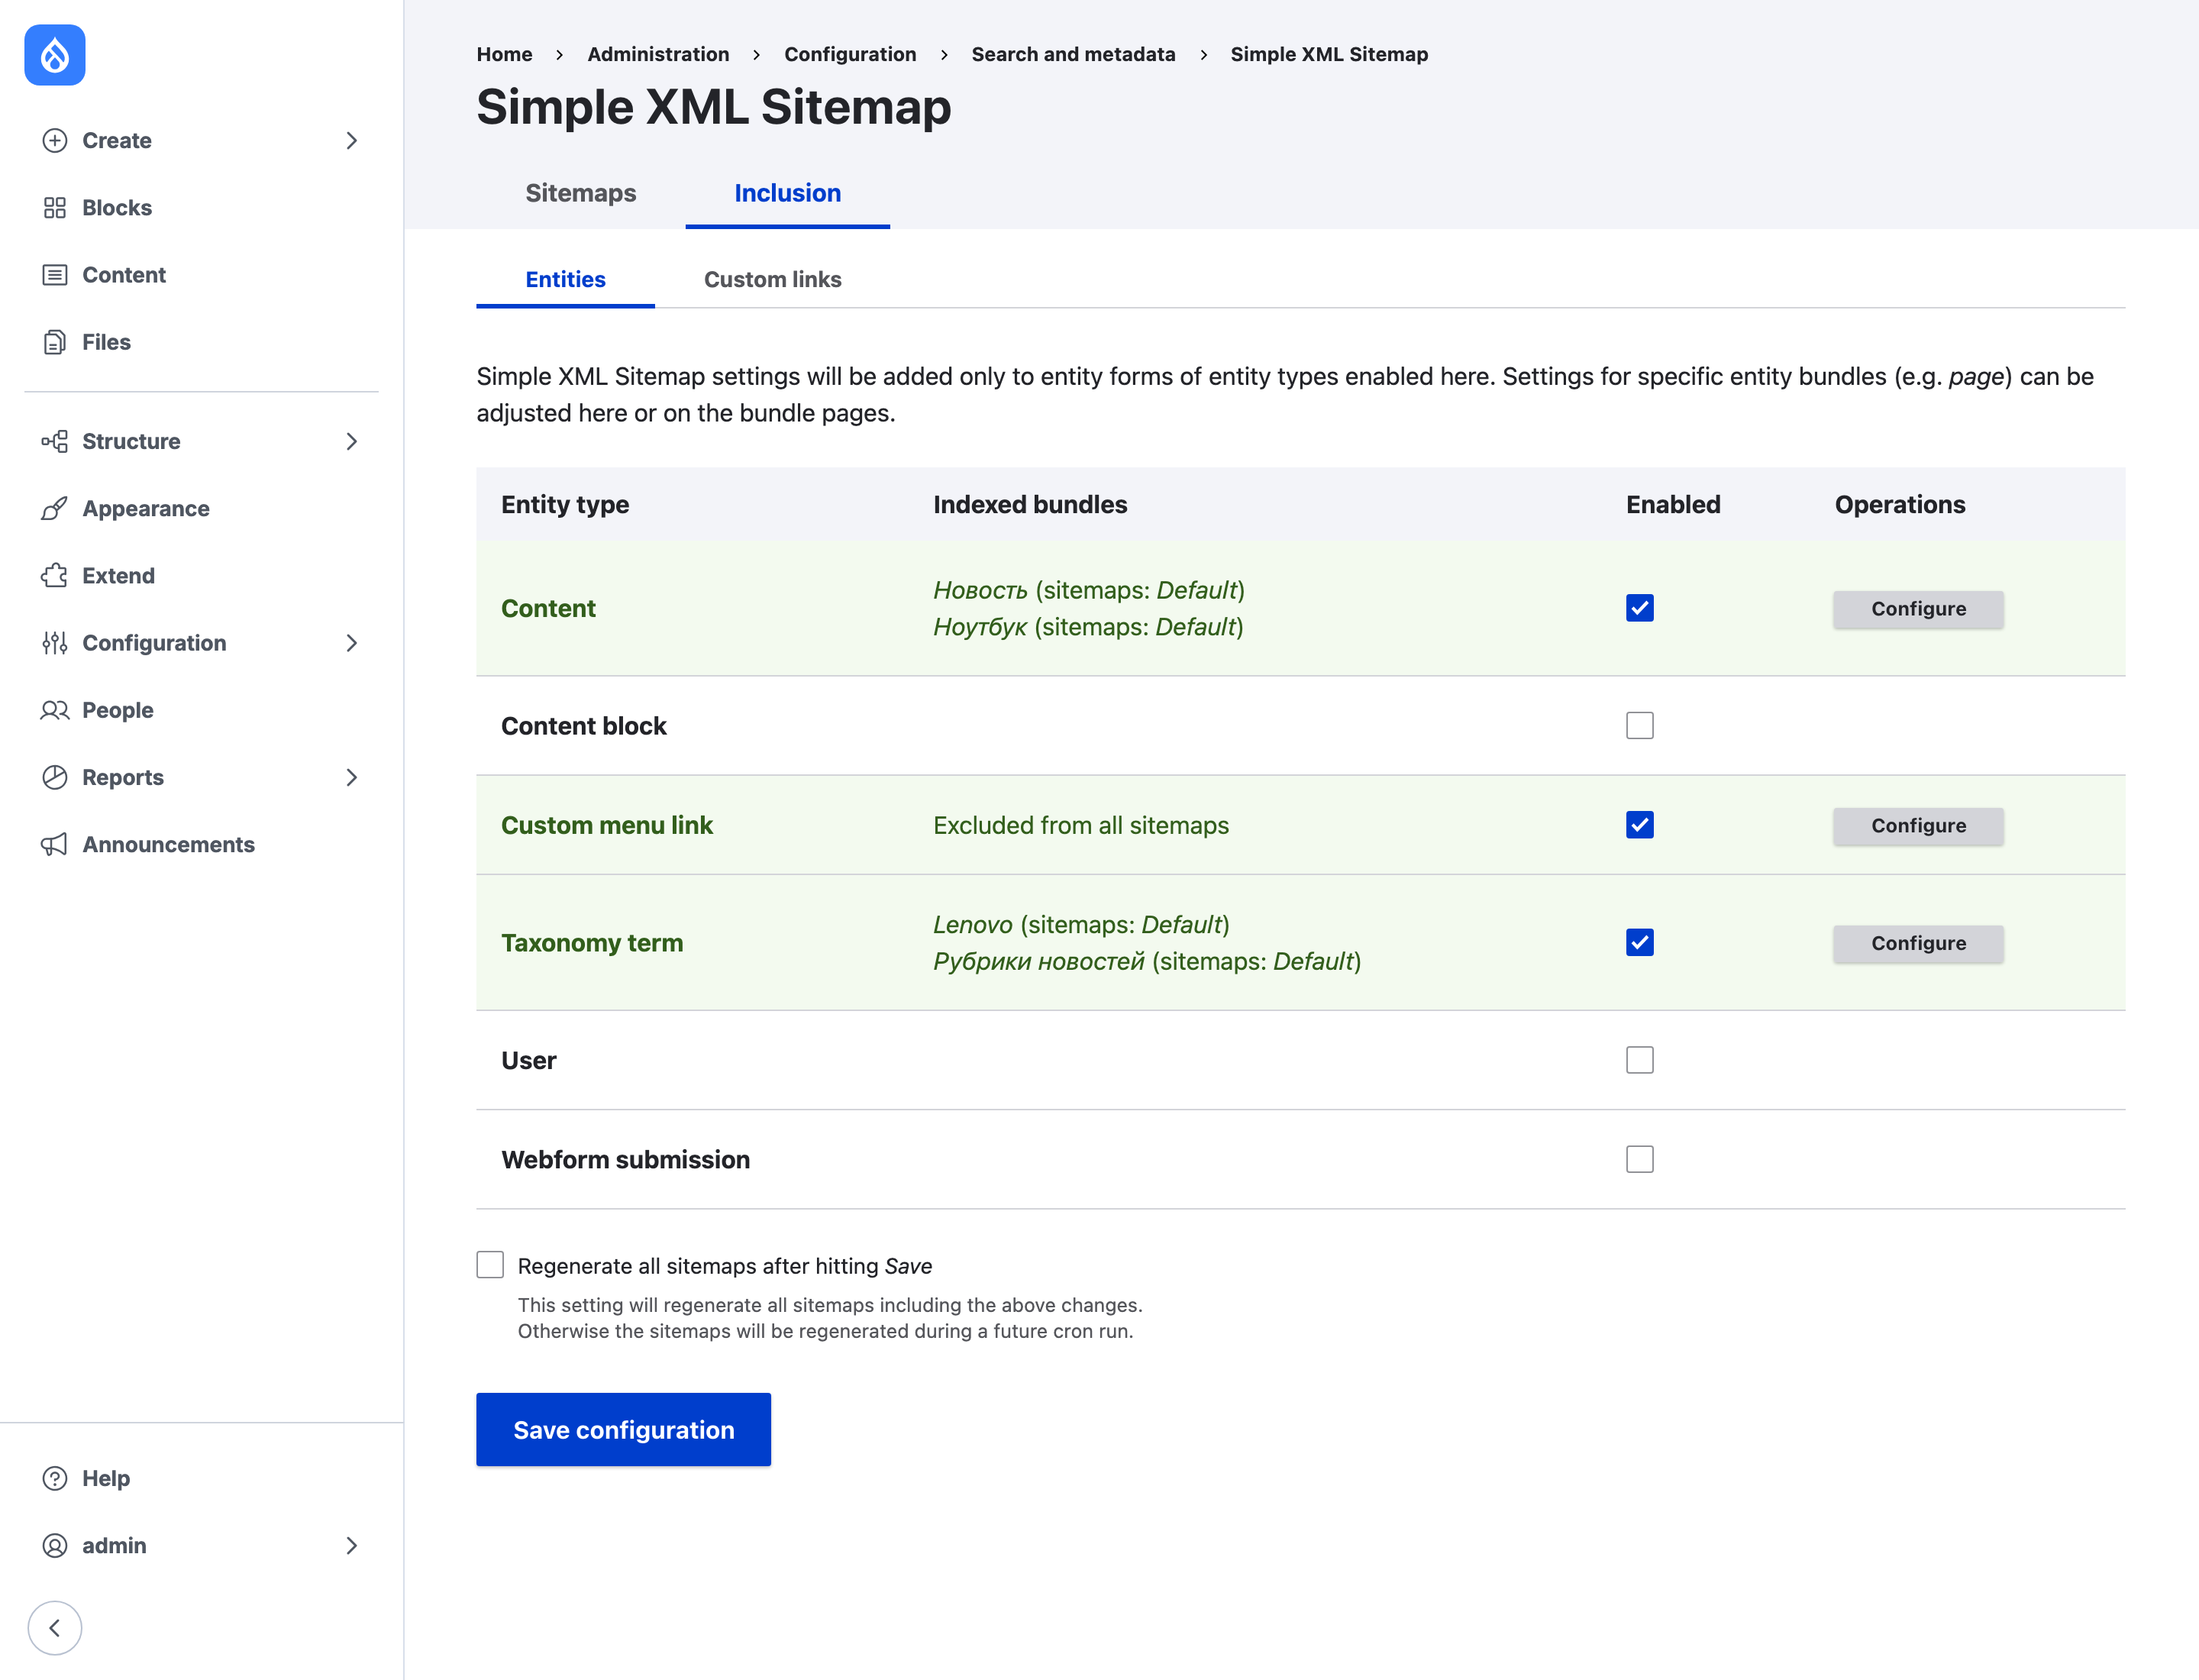 Create
Blocks
Content
Files
Structure
Appearance
Extend
Configuration
People
Reports
Announcements
Help
admin
Home > Administration > Configuration > Search and metadata > Simple XML Sitemap
Simple XML Sitemap
Sitemaps Inclusion
Entities Custom links
Simple XML Sitemap settings will be added only to entity forms of entity types enabled here. Settings for specific entity bundles (e.g. page) can be
adjusted here or on the bundle pages.
Entity type Indexed bundles Enabled Operations
Content
Новость (sitemaps: Default)
Ноутбук (sitemaps: Default)
Configure
Content block
Custom menu link Excluded from all sitemaps Configure
Taxonomy term
Lenovo (sitemaps: Default)
Рубрики новостей (sitemaps: Default)
Configure
User
Webform submission
Regenerate all sitemaps after hitting Save
This setting will regenerate all sitemaps including the above changes.
Otherwise the sitemaps will be regenerated during a future cron run.
Save configuration